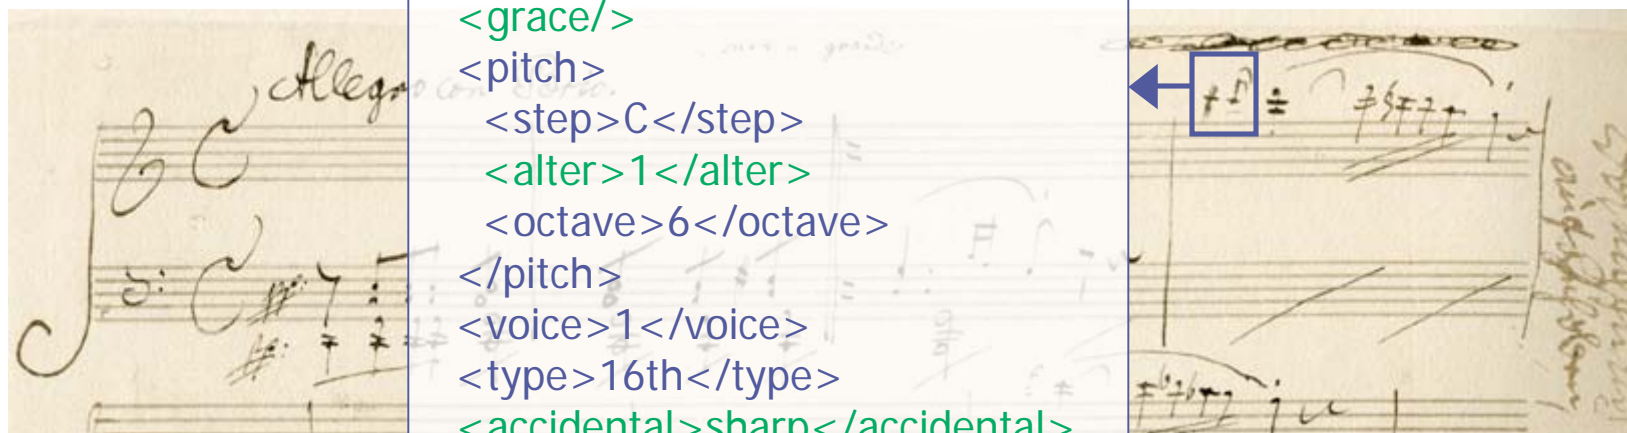 <grace/>
Allegro con
<pitch>
<step>C</step>
<alter>1</alter>
<octave>6</octave>
</pitch>
<voice>1</voice>
<type>16th</type>
<accidental>sharp</accidental>